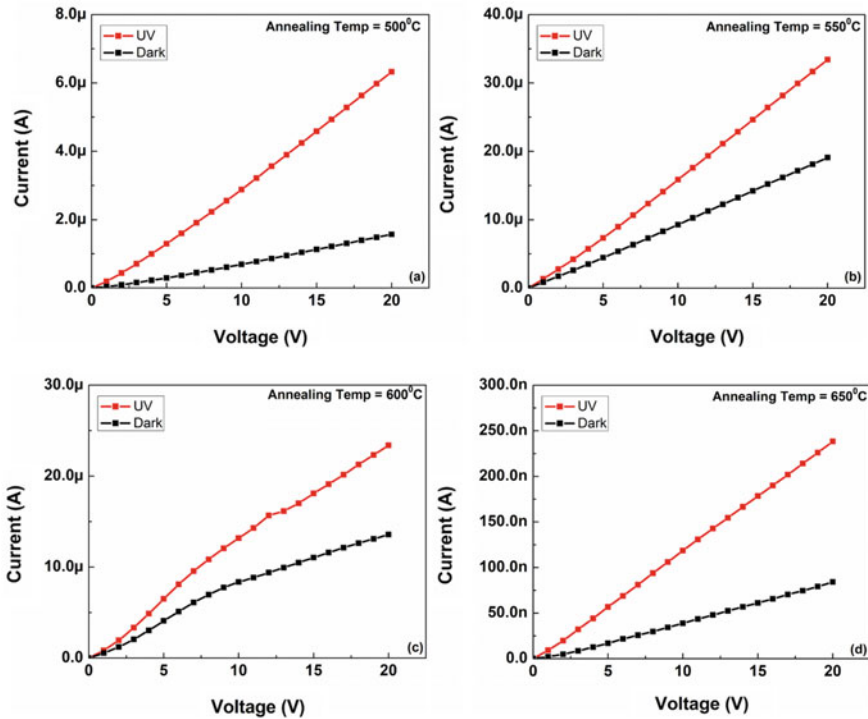 8.0µ
6.0µ
4.0µ
2.0µ
0.0
Current (A)
UV
Dark
Annealing Temp = 500⁰C
(a)
0
5
10
15
20
Voltage (V)
40.0µ
30.0µ
20.0µ
10.0µ
0.0
Current (A)
UV
Dark
Annealing Temp = 550⁰C
(b)
0
5
10
15
20
Voltage (V)
30.0µ
20.0µ
10.0µ
0.0
Current (A)
UV
Dark
Annealing Temp = 600⁰C
(c)
0
5
10
15
20
Voltage (V)
300.0n
250.0n
200.0n
150.0n
100.0n
50.0n
0.0
Current (A)
UV
Dark
Annealing Temp = 650⁰C
(d)
0
5
10
15
20
Voltage (V)